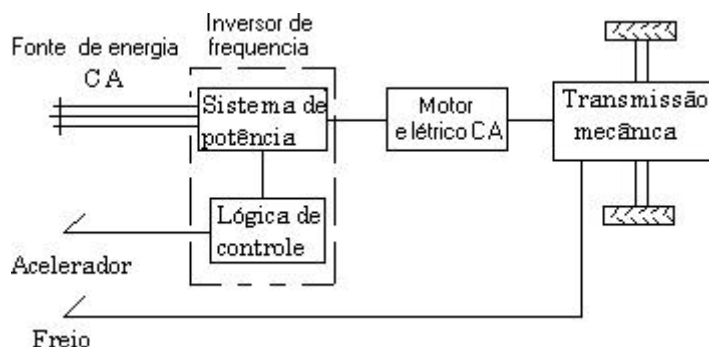 Fonte de energia
CA
Inversor de
frequencia
Sistema de
potência
Motor
elétrico CA
Transmissão
mecânica
Lógica de
controle
Acelerador
Freio